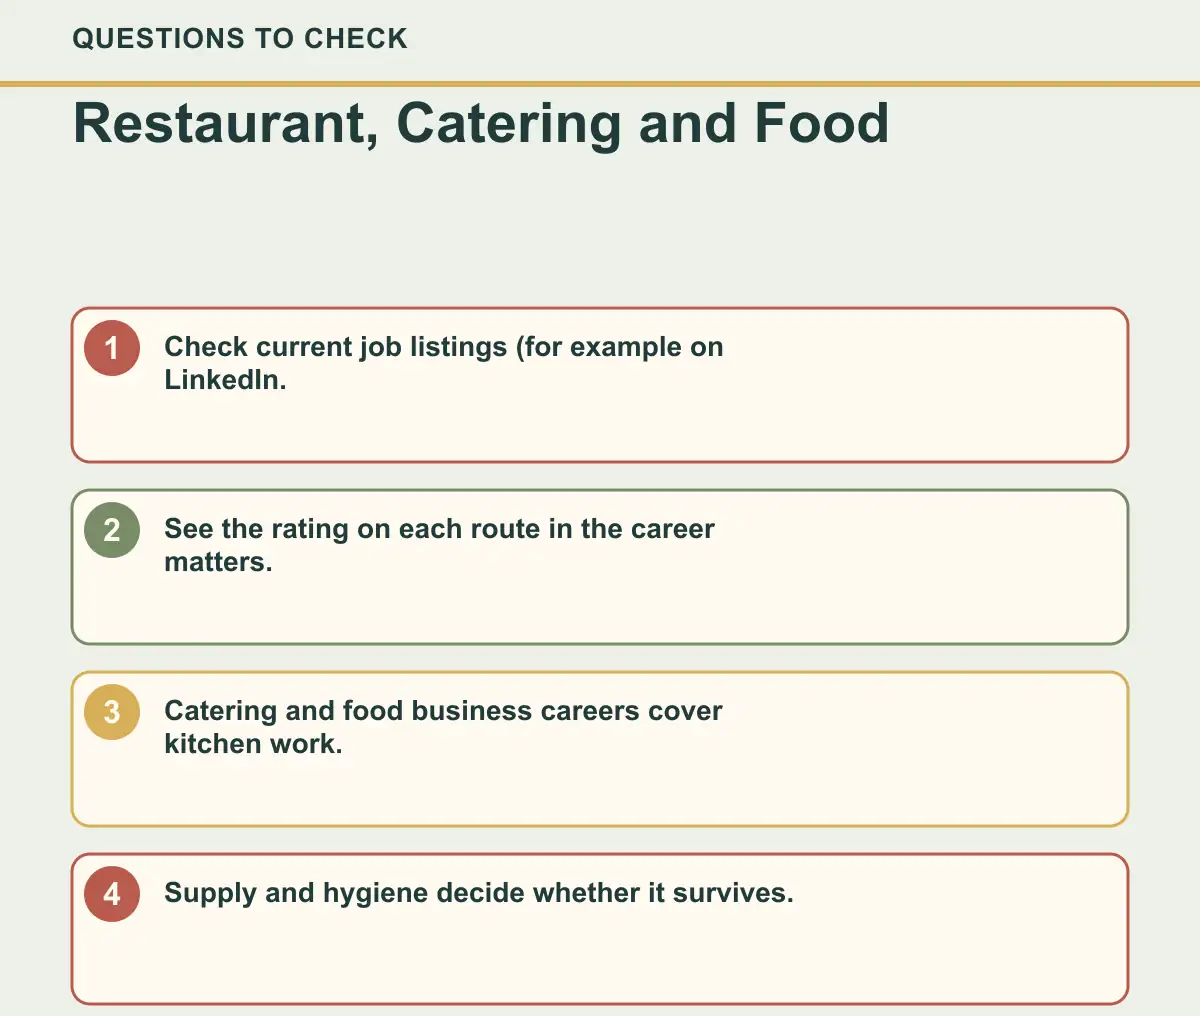 QUESTIONS TO CHECK
Restaurant, Catering and Food
1
Check current job listings (for example on
LinkedIn.
2
See the rating on each route in the career
matters.
3
Catering and food business careers cover
kitchen work.
4
Supply and hygiene decide whether it survives.